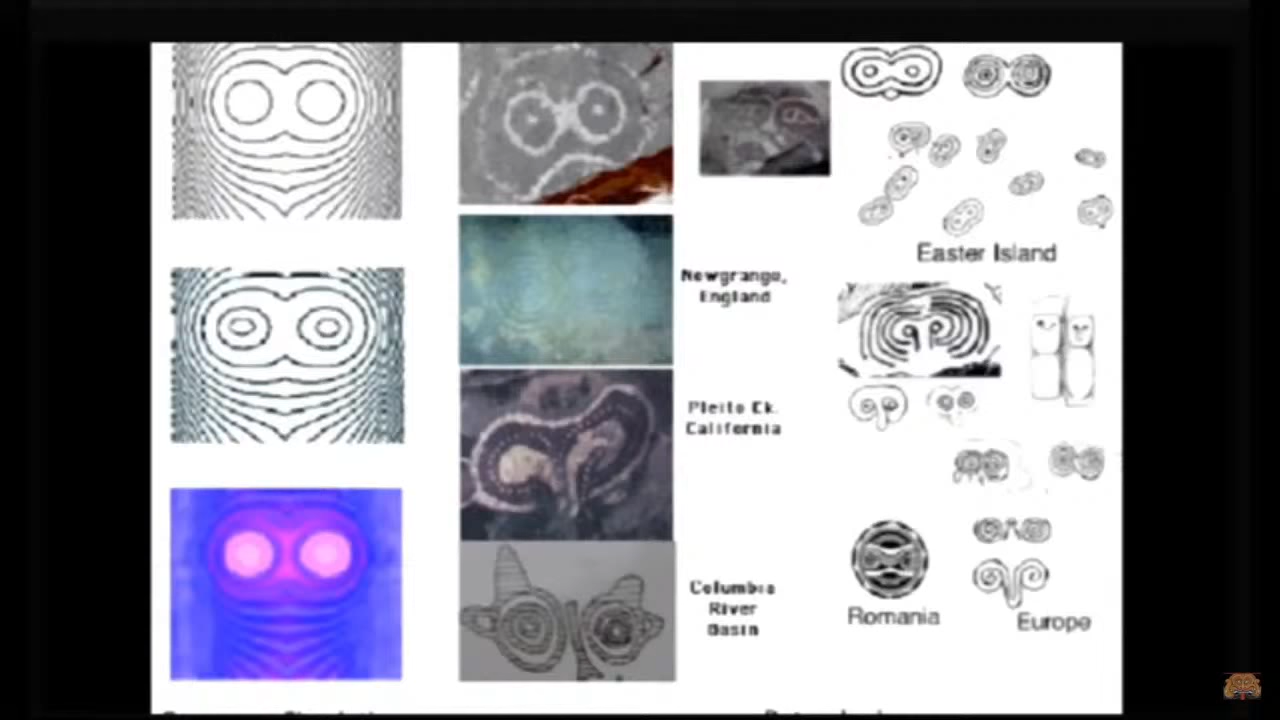 Easter Island
Newgrange,
England
Pleito Ck.
California
Columbia
River
Basin
Romania
Europe